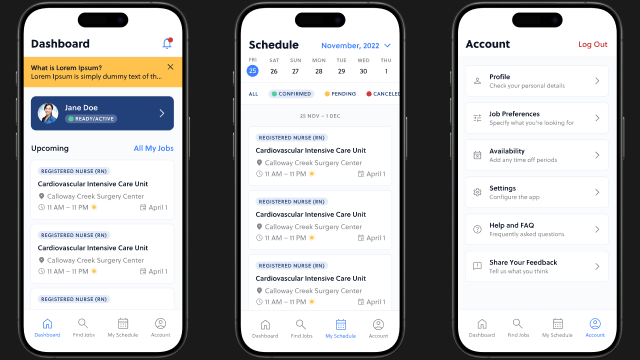 Dashboard
What is Lorem Ipsum?
Lorem Ipsum is simply dummy text of th...
Jane Doe
READY/ACTIVE
Upcoming
All My Jobs
REGISTERED NURSE (RN)
Cardiovascular Intensive Care Unit
Calloway Creek Surgery Center
11 AM – 11 PM
April 1
REGISTERED NURSE (RN)
Cardiovascular Intensive Care Unit
Calloway Creek Surgery Center
11 AM – 11 PM
April 1
REGISTERED NURSE (RN)
Dashboard
Find Jobs
My Schedule
Account
Schedule
November, 2022
FRI SAT SUN MON TUE WED THU
25 26 27 28 29 30 1
ALL
CONFIRMED
PENDING
CANCELED
25 NOV – 1 DEC
REGISTERED NURSE (RN)
Cardiovascular Intensive Care Unit
Calloway Creek Surgery Center
11 AM – 11 PM
April 1
REGISTERED NURSE (RN)
Cardiovascular Intensive Care Unit
Calloway Creek Surgery Center
11 AM – 11 PM
April 1
REGISTERED NURSE (RN)
Cardiovascular Intensive Care Unit
Calloway Creek Surgery Center
11 AM – 11 PM
April 1
Dashboard
Find Jobs
My Schedule
Account
Account
Log Out
Profile
Check your personal details
Job Preferences
Specify what you're looking for
Availability
Add any time off periods
Settings
Configure the app
Help and FAQ
Frequently asked questions
Share Your Feedback
Tell us what you think
Dashboard
Find Jobs
My Schedule
Account